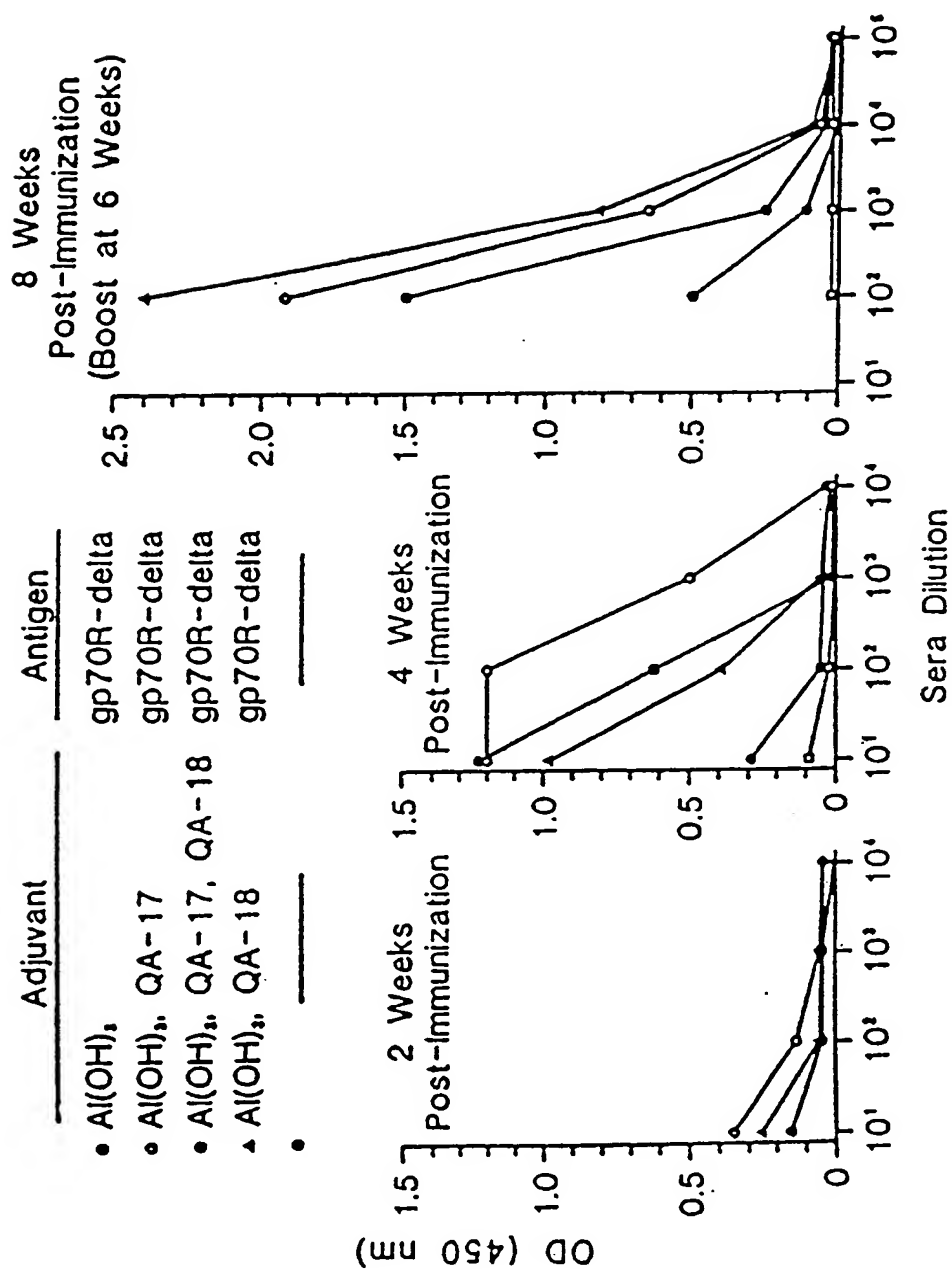 Adjuvant Antigen
• Al(OH)₃ gp70R-delta
○ Al(OH)₃, QA-17 gp70R-delta
• Al(OH)₃, QA-17, QA-18 gp70R-delta
▲ Al(OH)₃, QA-18 gp70R-delta
•
2 Weeks
Post-Immunization
4 Weeks
Post-Immunization
8 Weeks
Post-Immunization
(Boost at 6 Weeks)
OD (450 nm)
1.5
1.0
0.5
0
10¹ 10² 10³ 10⁴
1.5
1.0
0.5
0
10¹ 10² 10³ 10⁴
2.5
2.0
1.5
1.0
0.5
0
10¹ 10² 10³ 10⁴ 10⁵
Sera Dilution